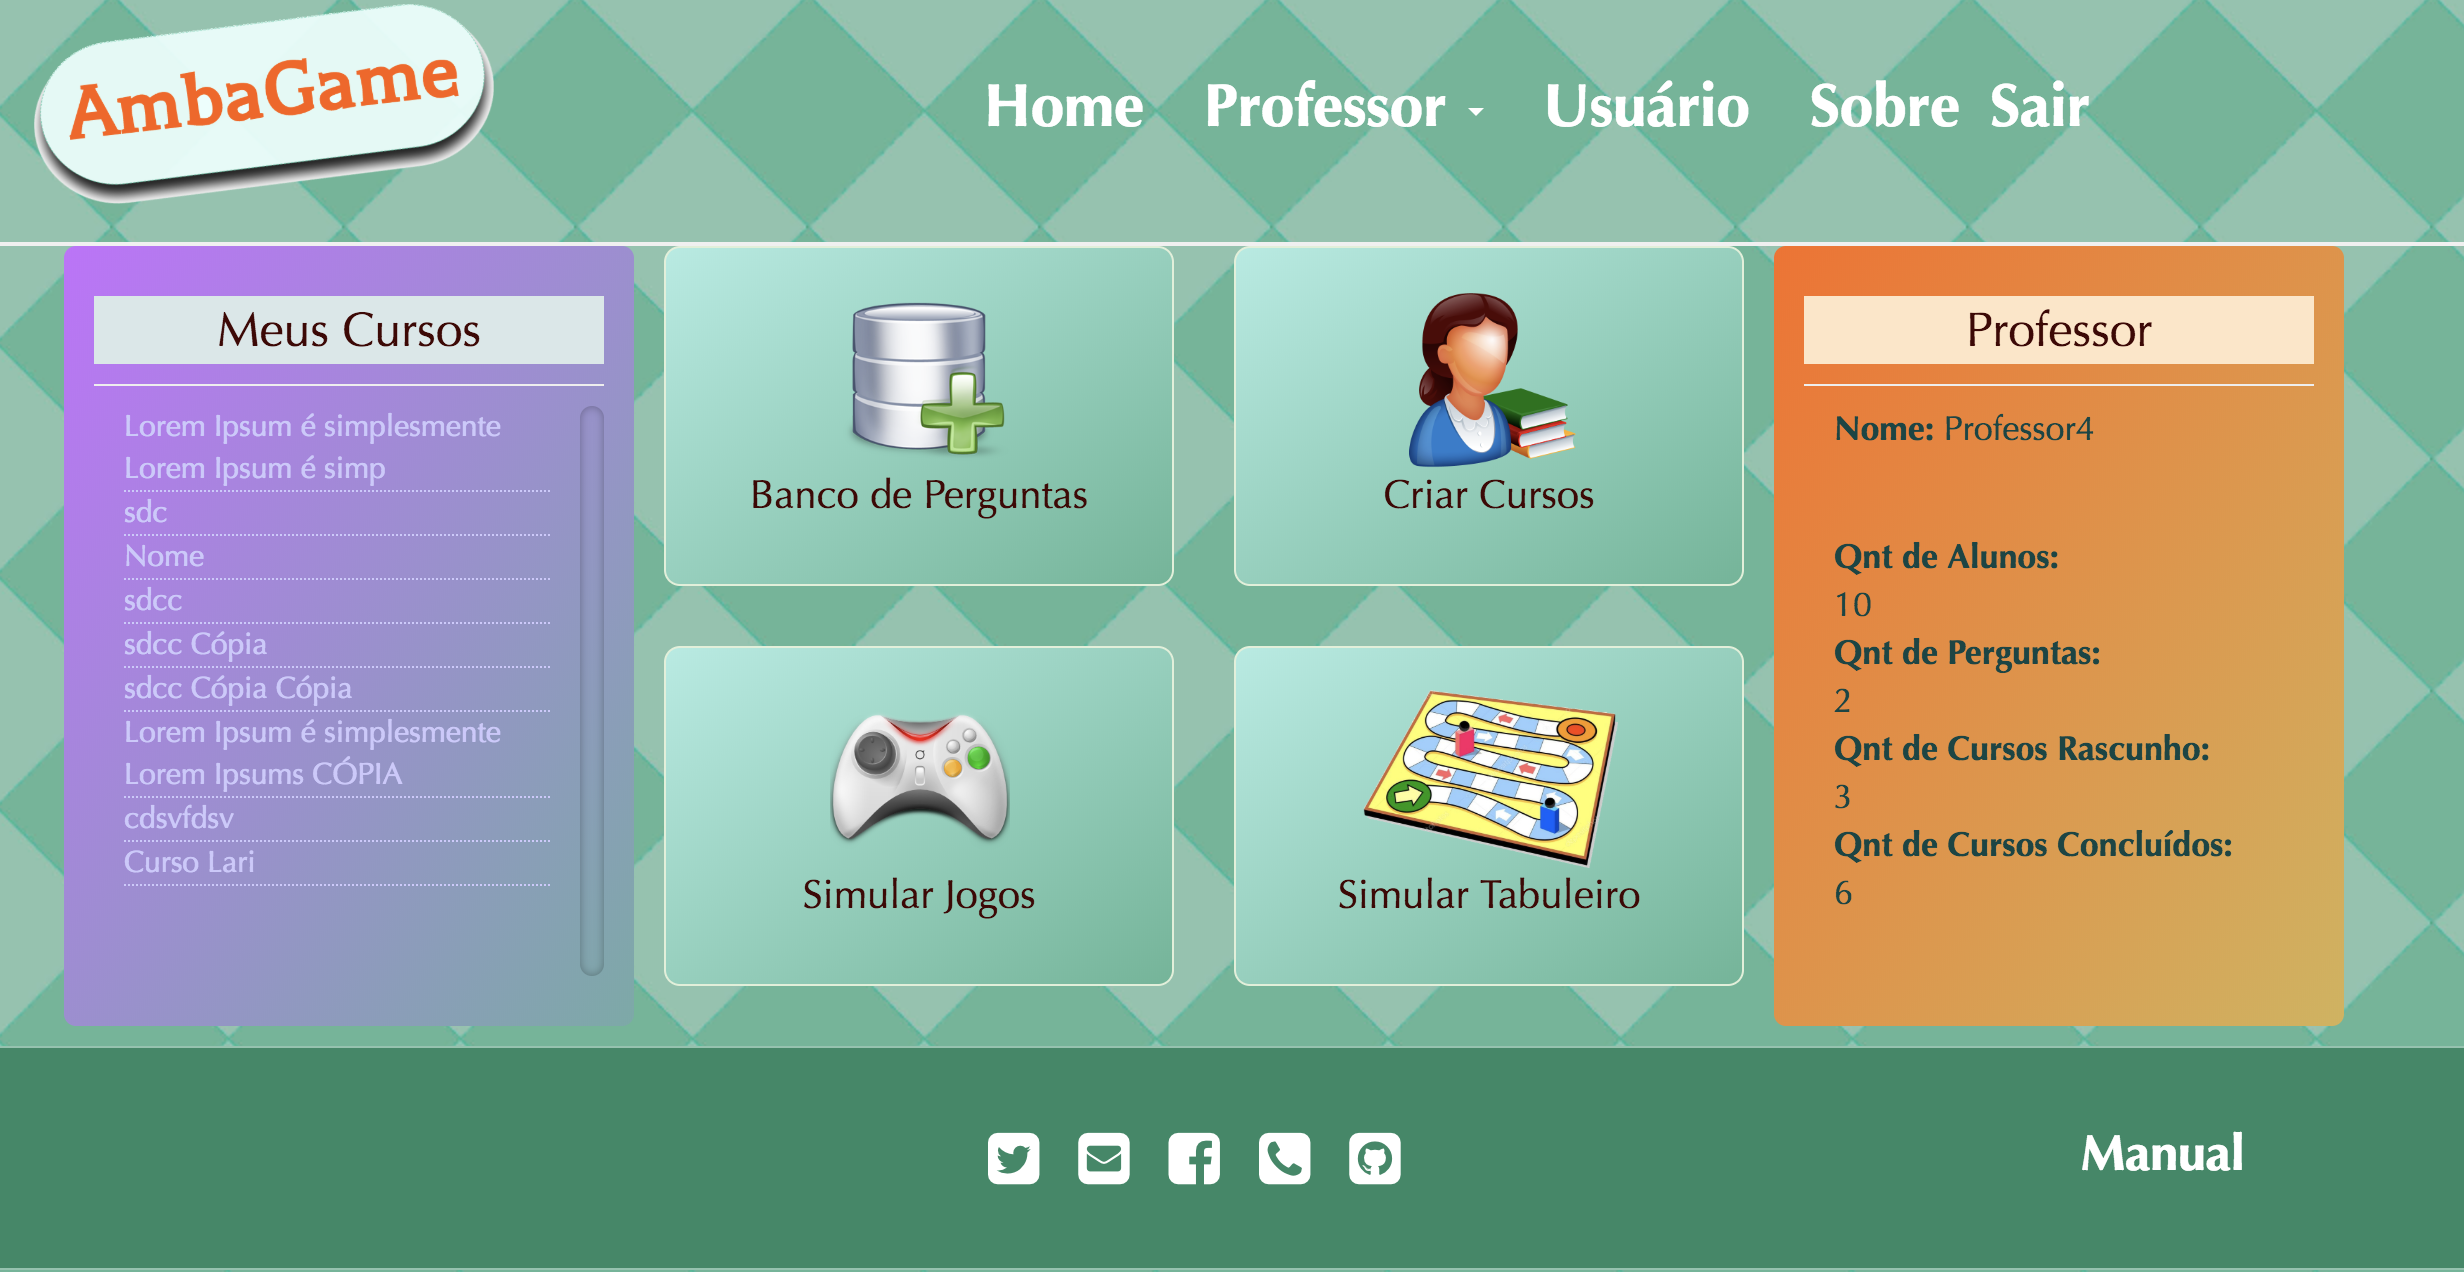 AmbaGame
Home Professor Usuário Sobre Sair
Meus Cursos
Lorem Ipsum é simplesmente
Lorem Ipsum é simp
sdc
Nome
sdcc
sdcc Cópia
sdcc Cópia Cópia
Lorem Ipsum é simplesmente
Lorem Ipsums CÓPIA
cdsvfdsv
Curso Lari
Banco de Perguntas
Criar Cursos
Simular Jogos
Simular Tabuleiro
Professor
Nome: Professor4
Qnt de Alunos:
10
Qnt de Perguntas:
2
Qnt de Cursos Rascunho:
3
Qnt de Cursos Concluídos:
6
Manual